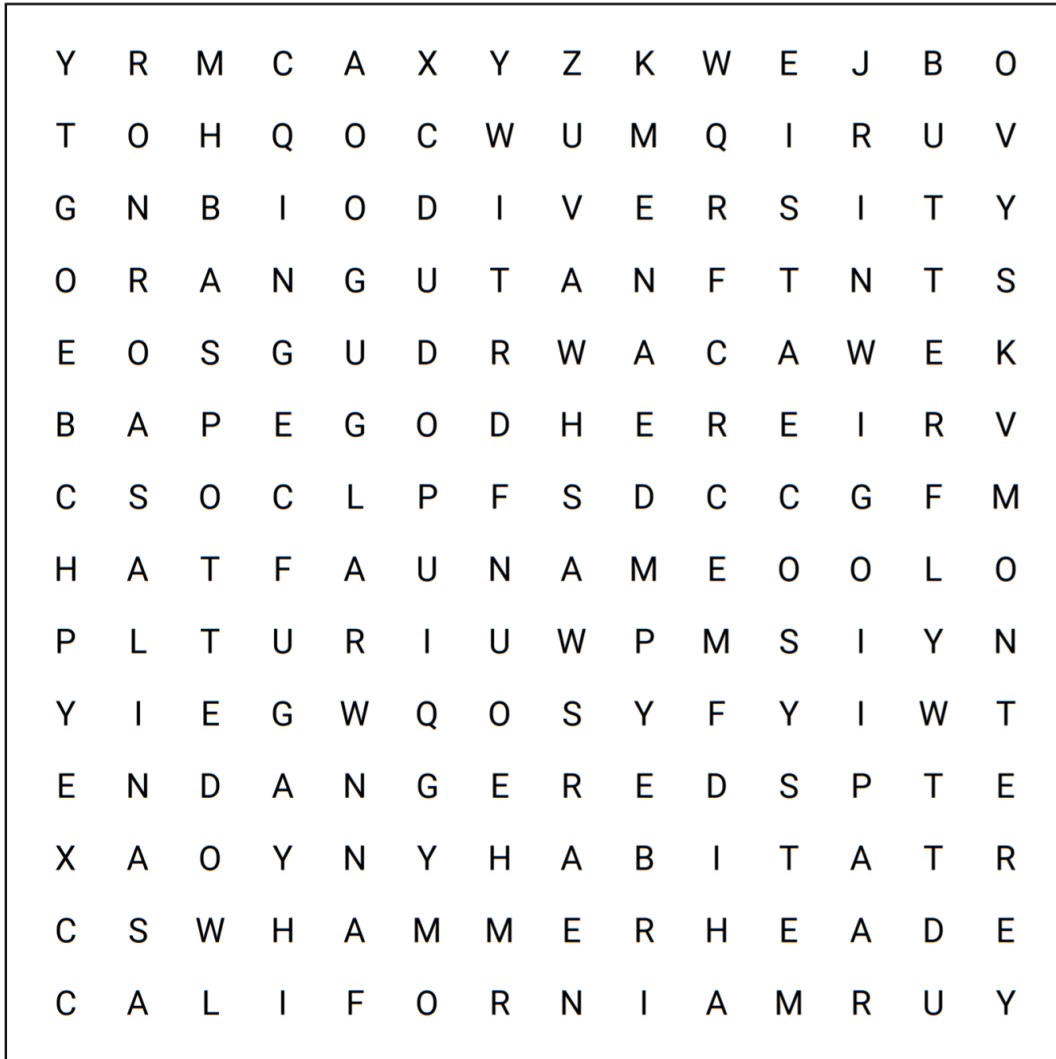 Y R M C A X Y Z K W E J B O
T O H Q O C W U M Q I R U V
G N B I O D I V E R S I T Y
O R A N G U T A N F T N T S
E O S G U D R W A C A W E K
B A P E G O D H E R E I R V
C S O C L P F S D C C G F M
H A T F A U N A M E O O L O
P L T U R I U W P M S I Y N
Y I E G W Q O S Y F Y I W T
E N D A N G E R E D S P T E
X A O Y N Y H A B I T A T R
C S W H A M M E R H E A D E
C A L I F O R N I A M R U Y